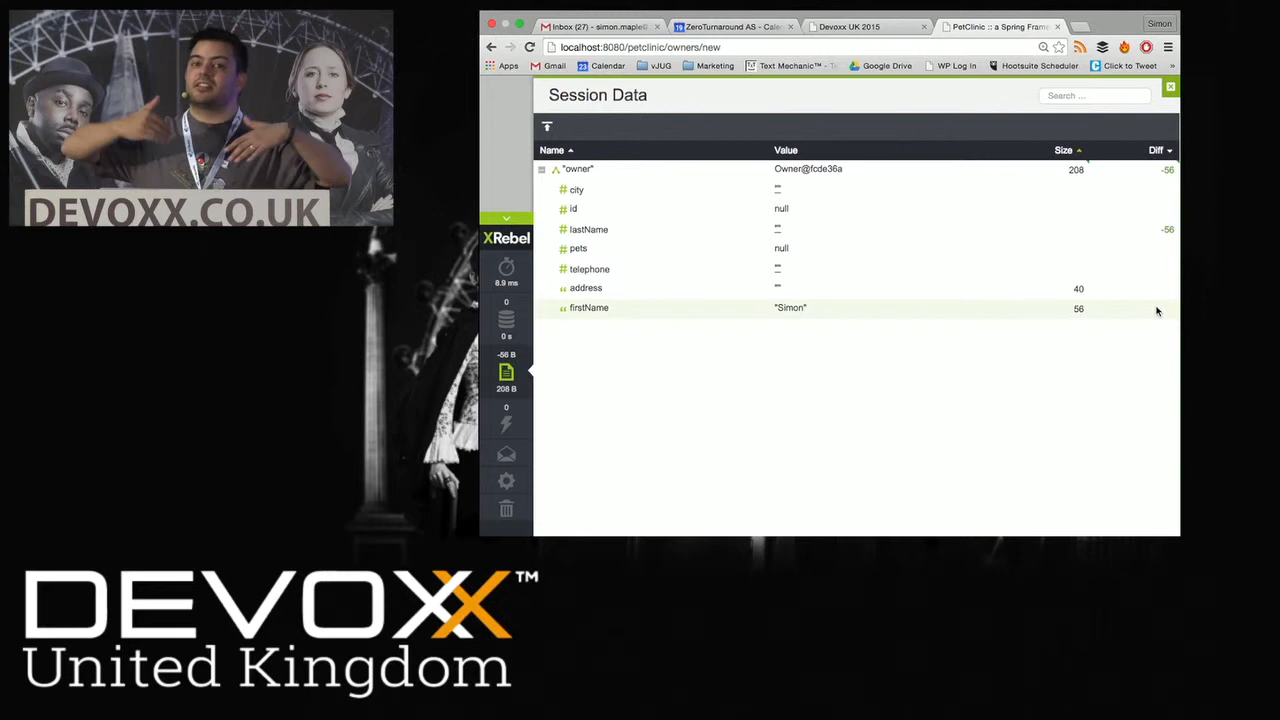 DEVOXX.CO.UK
Inbox (27) - simon.maple@
ZeroTurnaround AS - Cale
Devoxx UK 2015
PetClinic :: a Spring Frame
Simon
localhost:8080/petclinic/owners/new
Apps
Gmail
Calendar
vJUG
Marketing
Text Mechanic™ - T
Google Drive
WP Log In
Hootsuite Scheduler
Click to Tweet
»
Session Data
Search ...
Name Value Size Diff
"owner" Owner@fcde36a 208 -56
# city ""
# id null
# lastName "" -56
# pets null
# telephone ""
address "" 40
firstName "Simon" 56
XRebel
8.9 ms
0
0 s
-56 B
208 B
0
DEVOXX™
United Kingdom